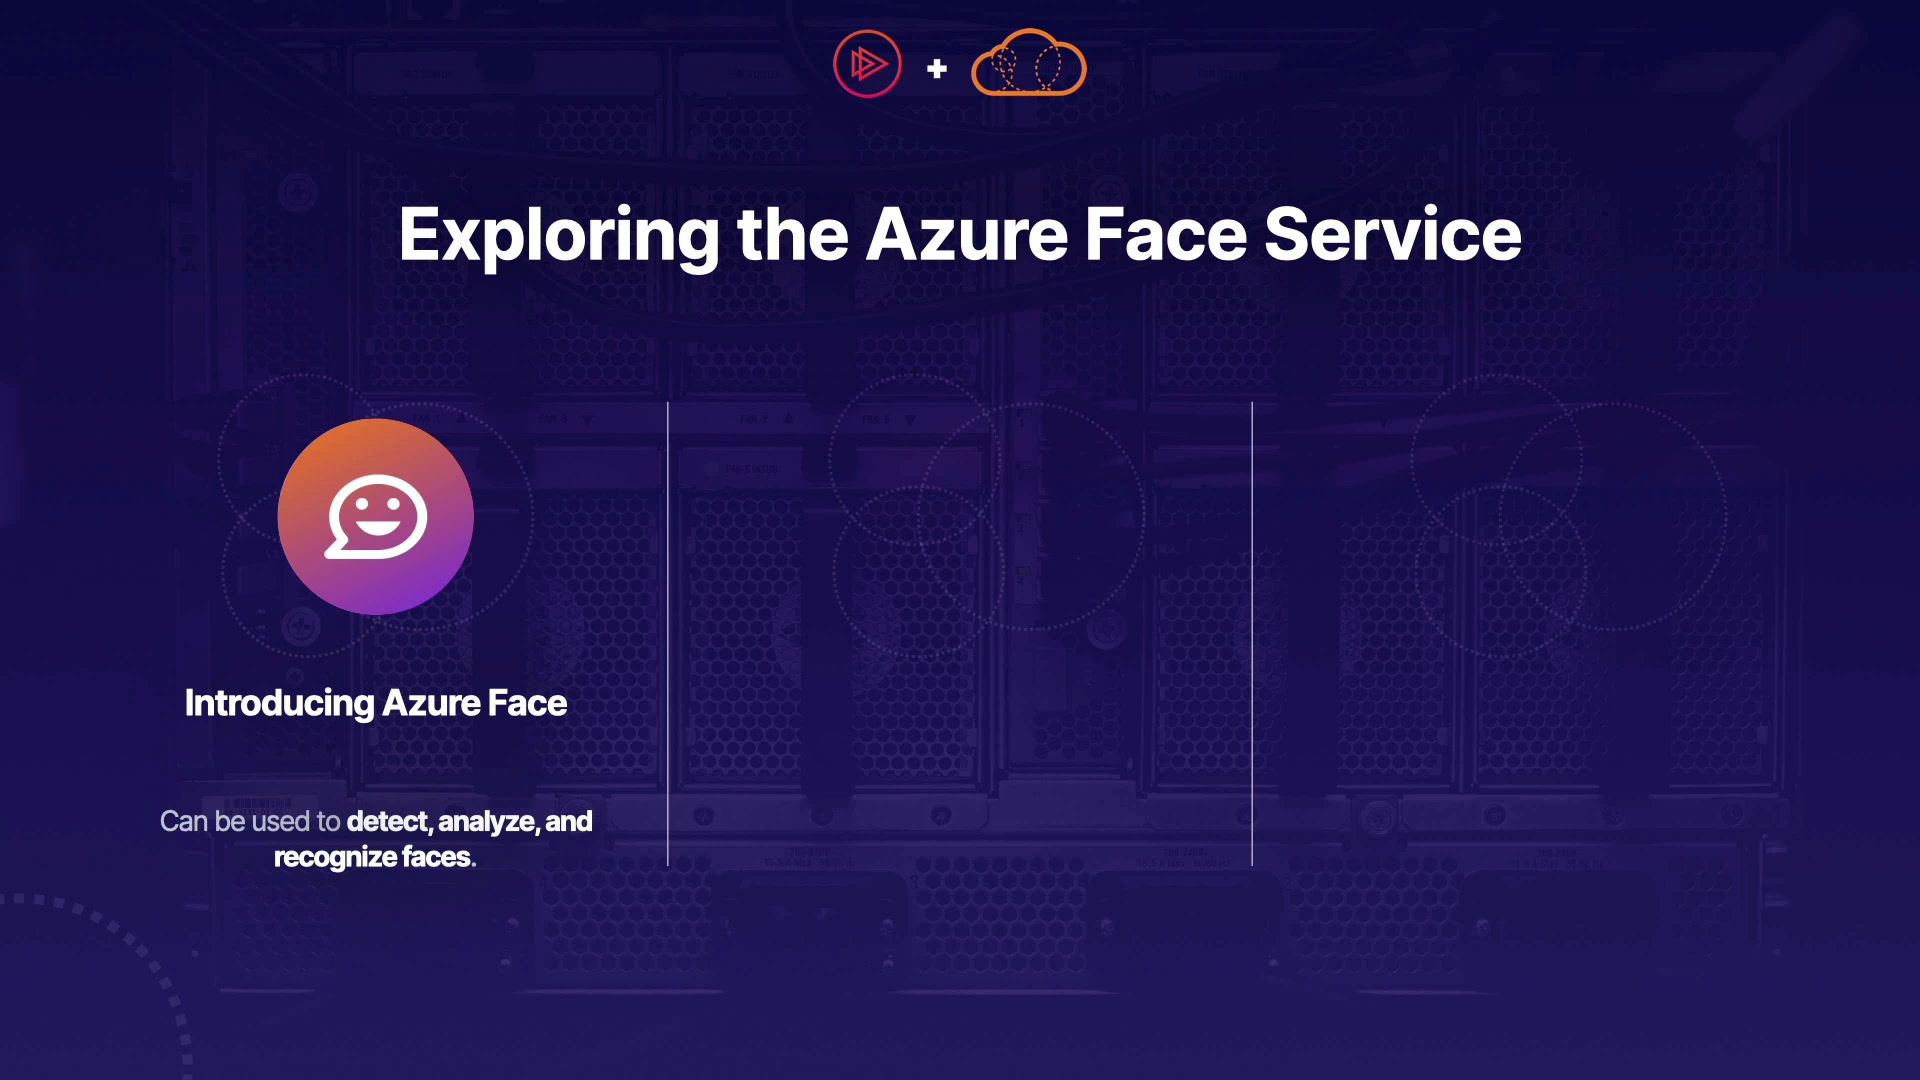 Exploring the Azure Face Service
Introducing Azure Face
Can be used to detect, analyze, and
recognize faces.